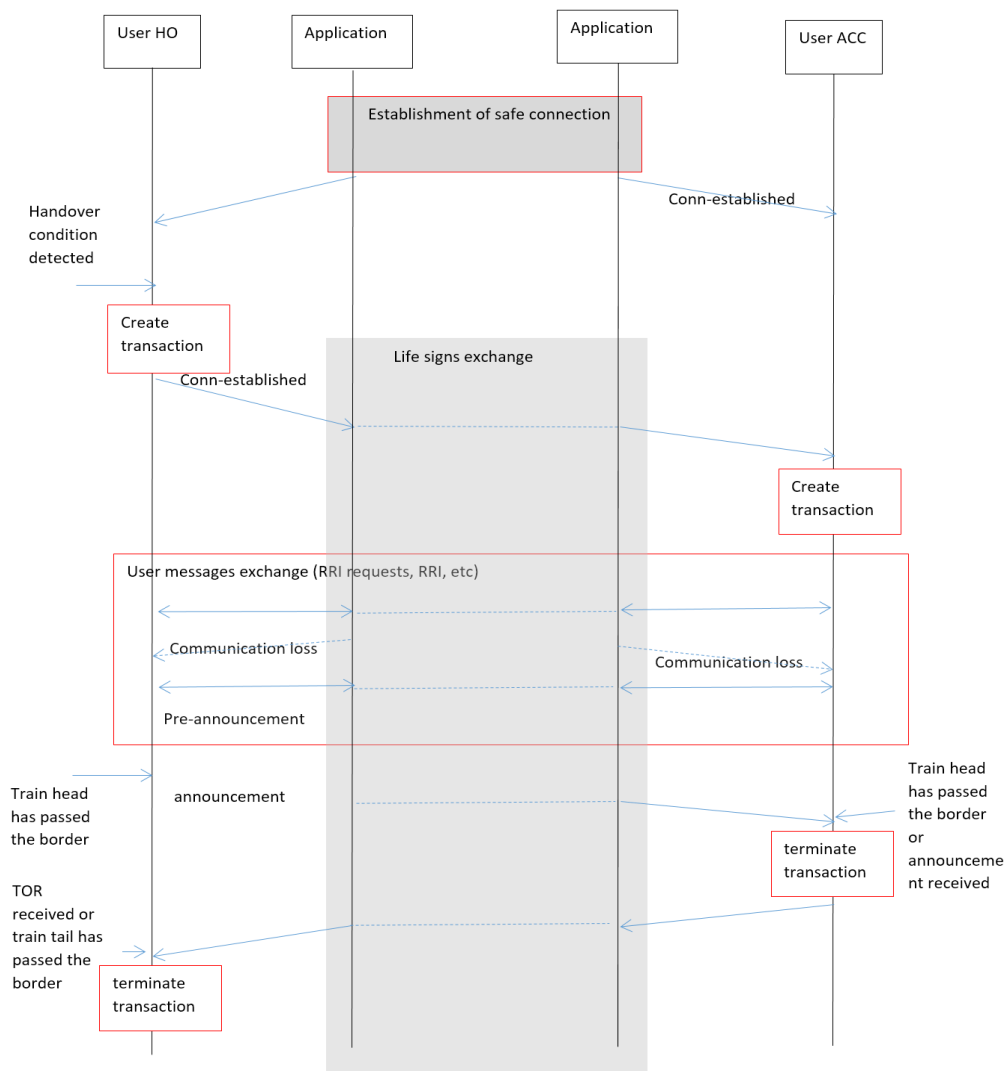 User HO
Application
Application
User ACC
Establishment of safe connection
Conn-established
Handover
condition
detected
Create
transaction
Life signs exchange
Conn-established
Create
transaction
User messages exchange (RRI requests, RRI, etc)
Communication loss
Communication loss
Pre-announcement
Train head
has passed
the border
announcement
Train head
has passed
the border
or
announceme
nt received
terminate
transaction
TOR
received or
train tail has
passed the
border
terminate
transaction